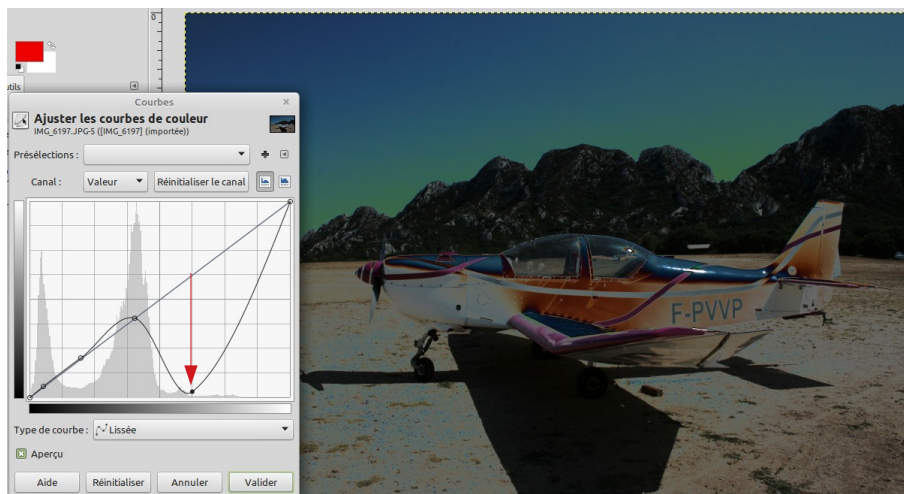 0
utils
Courbes
Ajuster les courbes de couleur
IMG_6197.JPG-5 ([IMG_6197] (importée))
Présélections :
Canal :
Valeur
Réinitialiser le canal
Type de courbe :
Lissée
Aperçu
Aide
Réinitialiser
Annuler
Valider
F-PVVP